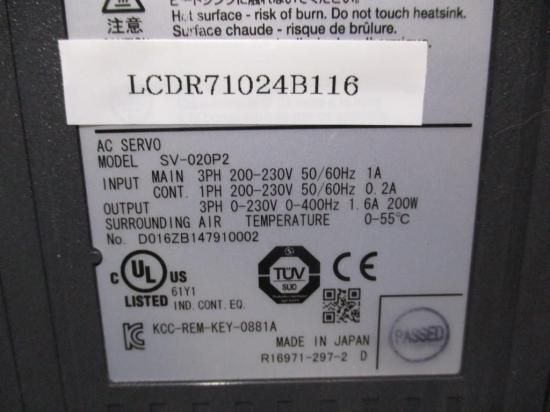 注意
Hot surface - risk of burn. Do not touch heatsink.
Surface chaude - risque de brûlure.
LCDR71024B116
AC SERVO
MODEL SV-020P2
INPUT MAIN 3PH 200-230V 50/60Hz 1A
CONT. 1PH 200-230V 50/60Hz 0.2A
OUTPUT 3PH 0-230V 0-400Hz 1.6A 200W
SURROUNDING AIR TEMPERATURE 0-55℃
No. D016ZB147910002
C UL US
LISTED 61Y1 IND.CONT.EQ.
TÜV
SÜD
CE
KCC-REM-KEY-0881A
PASSED
MADE IN JAPAN
R16971-297-2 D